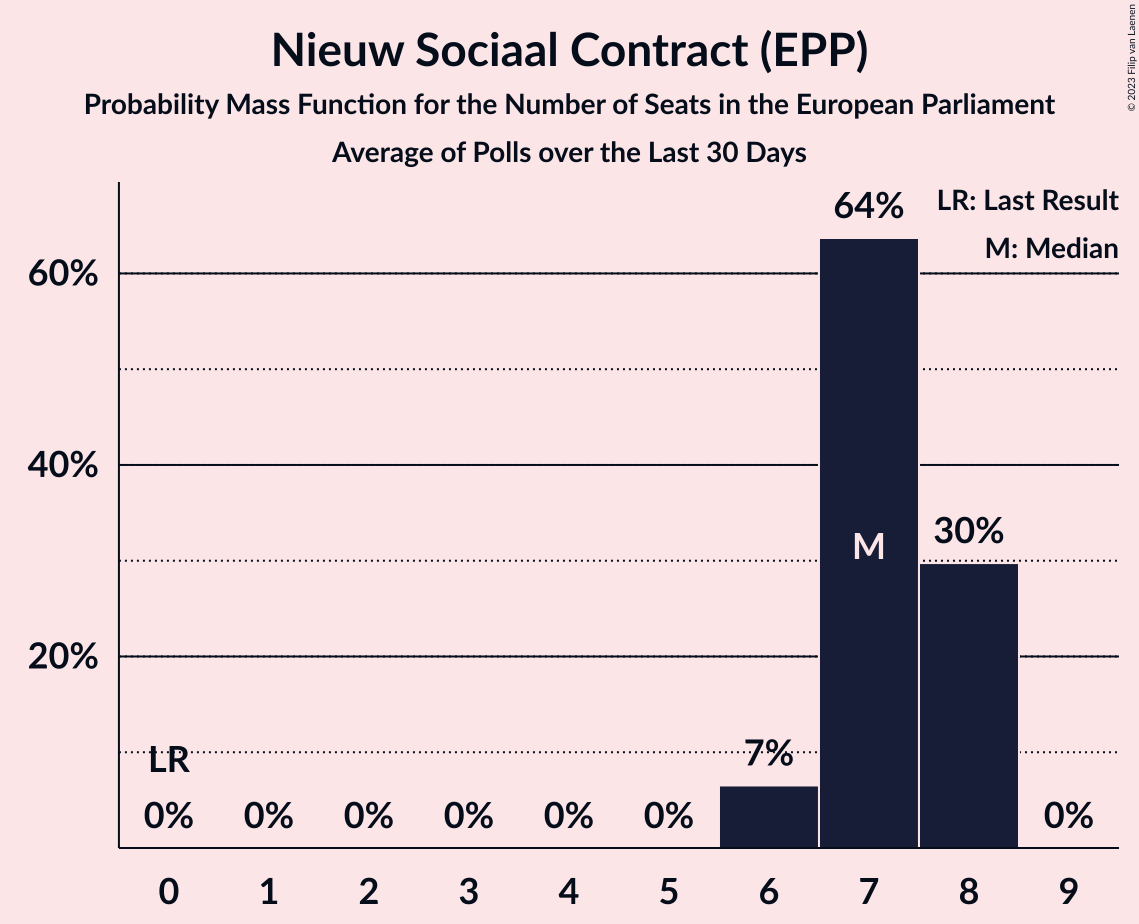 Nieuw Sociaal Contract (EPP)
Probability Mass Function for the Number of Seats in the European Parliament
Average of Polls over the Last 30 Days
© 2023 Filip van Laenen
LR: Last Result
M: Median
64%
60%
40%
M
30%
20%
LR
7%
0% 0% 0% 0% 0% 0% 0%
0 1 2 3 4 5 6 7 8 9